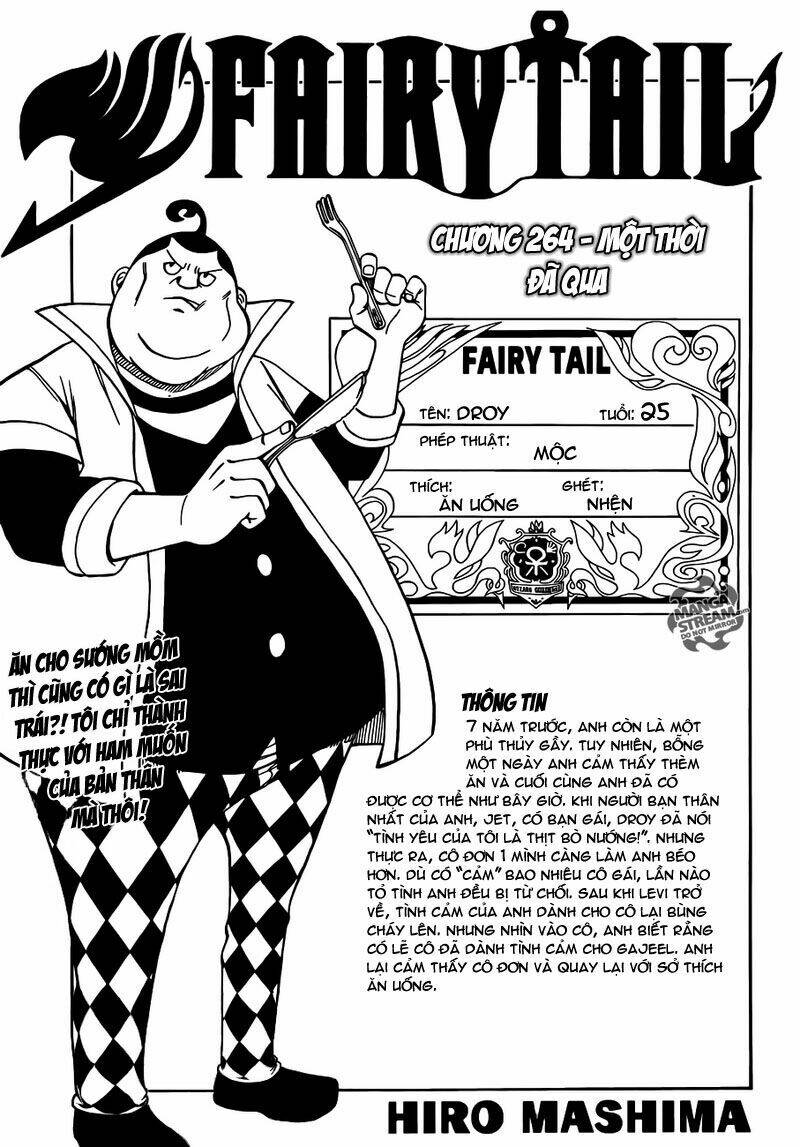 FAIRY TAIL
CHƯƠNG 264 - MỘT THỜI
ĐÃ QUA
FAIRY TAIL
TÊN: DROY TUỔI: 25
PHÉP THUẬT:
MỘC
THÍCH: GHÉT:
ĂN UỐNG NHỆN
MANGA
STREAM.com
DO NOT MIRROR
ĂN CHO SƯỚNG MỒM
THÌ CŨNG CÓ GÌ LÀ SAI
TRÁI?! TÔI CHỈ THÀNH
THỰC VỚI HAM MUỐN
CỦA BẢN THÂN
MÀ THÔI!
THÔNG TIN
7 NĂM TRƯỚC, ANH CÒN LÀ MỘT
PHÙ THỦY GẦY. TUY NHIÊN, BỖNG
MỘT NGÀY ANH CẢM THẤY THÈM
ĂN VÀ CUỐI CÙNG ANH ĐÃ CÓ
ĐƯỢC CƠ THỂ NHƯ BÂY GIỜ. KHI NGƯỜI BẠN THÂN
NHẤT CỦA ANH, JET, CÓ BẠN GÁI, DROY ĐÃ NÓI
"TÌNH YÊU CỦA TÔI LÀ THỊT BÒ NƯỚNG!". NHƯNG
THỰC RA, CÔ ĐƠN 1 MÌNH CÀNG LÀM ANH BÉO
HƠN. DÙ CÓ "CẢM" BAO NHIÊU CÔ GÁI, LẦN NÀO
TỎ TÌNH ANH ĐỀU BỊ TỪ CHỐI. SAU KHI LEVI TRỞ
VỀ, TÌNH CẢM CỦA ANH DÀNH CHO CÔ LẠI BÙNG
CHÁY LÊN. NHƯNG NHÌN VÀO CÔ, ANH BIẾT RẰNG
CÓ LẼ CÔ ĐÃ DÀNH TÌNH CẢM CHO GAJEEL. ANH
LẠI CẢM THẤY CÔ ĐƠN VÀ QUAY LẠI VỚI SỞ THÍCH
ĂN UỐNG.
HIRO MASHIMA